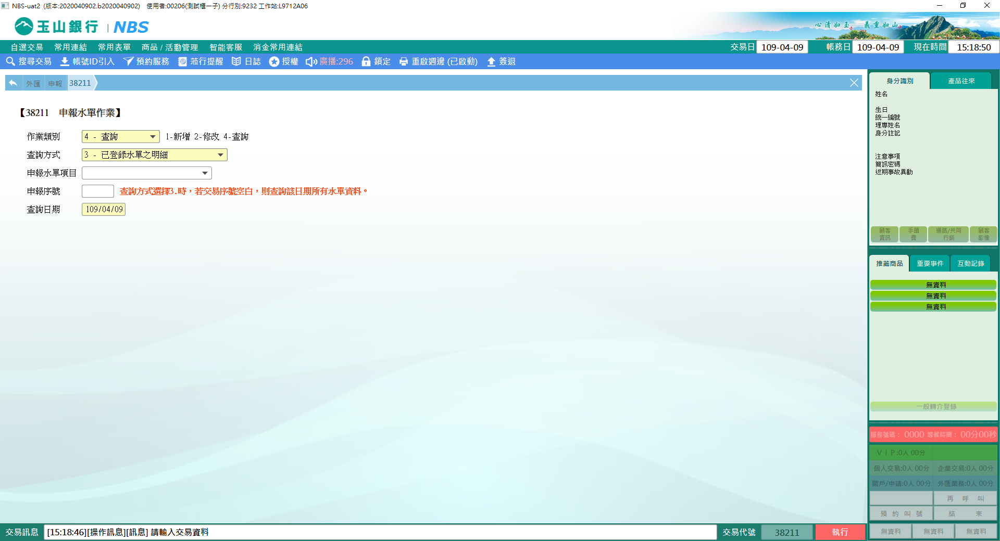 NBS-uat2 (版本:2020040902.b2020040902) 使用者:00206(測試櫃一子) 分行別:9232 工作站:L9712A06
玉山銀行 | NBS
心清如玉 義重如山
自選交易 常用連結 常用表單 商品 / 活動管理 智能客服 消金常用連結 交易日 109-04-09 帳務日 109-04-09 現在時間 15:18:50
搜尋交易 帳號ID引入 預約服務 蒞行提醒 日誌 授權 廣播:296 鎖定 重啟週邊 (已啟動) 簽退
外匯 申報 38211
【38211 申報水單作業】
作業類別 4 - 查詢 1-新增 2-修改 4-查詢
查詢方式 3 - 已登錄水單之明細
申報水單項目
申報序號 查詢方式選擇3.時，若交易序號空白，則查詢該日期所有水單資料。
查詢日期 109/04/09
身分識別 產品往來
姓名
生日
統一編號
理專姓名
身分註記
注意事項
簡訊密碼
近期事故異動
顧客資訊 手續費 通路/共同行銷 顧客影像
推薦商品 重要事件 互動記錄
無資料
無資料
無資料
一般轉介登錄
服務號碼： 0000 等候時間： 00分00秒
ＶＩＰ:0人 00分
個人交易:0人 00分 企業交易:0人 00分
開戶/申請:0人 00分 外匯業務:0人 00分
再 呼 叫
預 約 叫 號 結 束
無資料 無資料 無資料
交易訊息 [15:18:46][操作訊息][訊息] 請輸入交易資料 交易代號 38211 執行